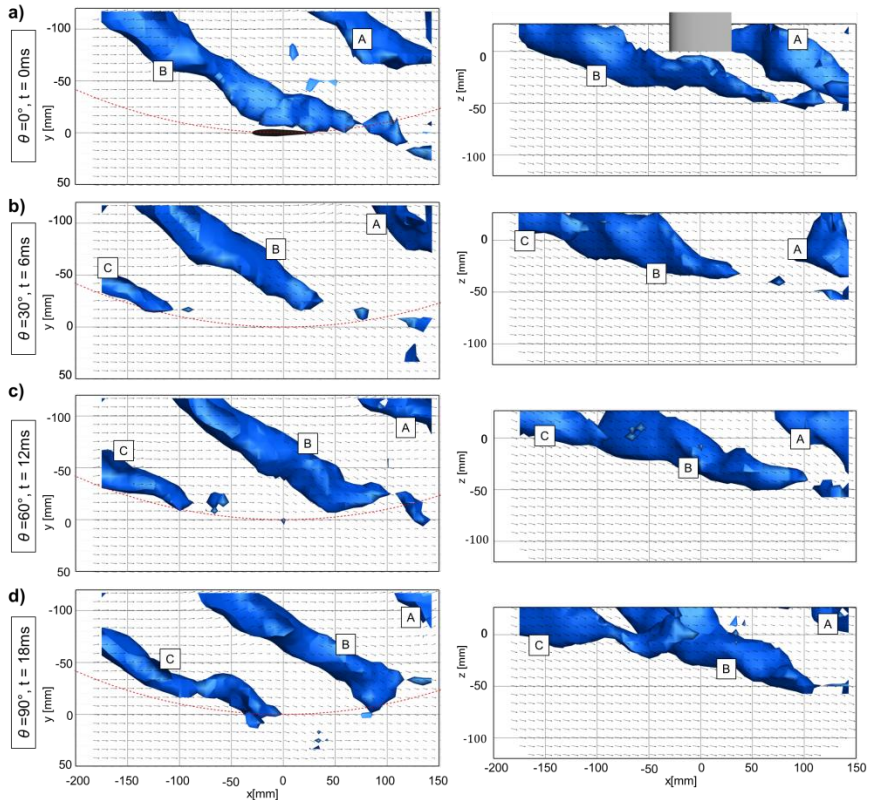 a)
θ=0°, t = 0ms
y [mm]
-100
-50
0
50
A
B
z [mm]
0
-50
-100
A
B
b)
θ=30°, t = 6ms
y [mm]
-100
-50
0
50
A
B
C
z [mm]
0
-50
-100
C
A
B
c)
θ=60°, t = 12ms
y [mm]
-100
-50
0
50
A
B
C
z [mm]
0
-50
-100
C
A
B
d)
θ=90°, t = 18ms
y [mm]
-100
-50
0
50
A
B
C
z [mm]
0
-50
-100
A
C
B
-200 -150 -100 -50 0 50 100 150
x[mm]
-200 -150 -100 -50 0 50 100 150
x [mm]